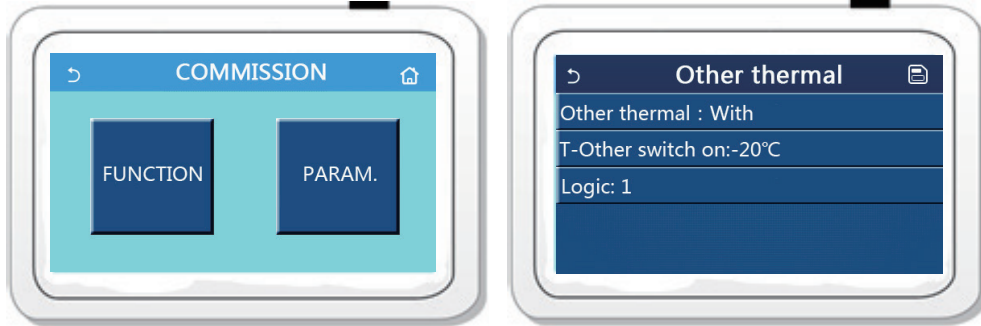 COMMISSION
FUNCTION
PARAM.
Other thermal
Other thermal : With
T-Other switch on:-20℃
Logic: 1